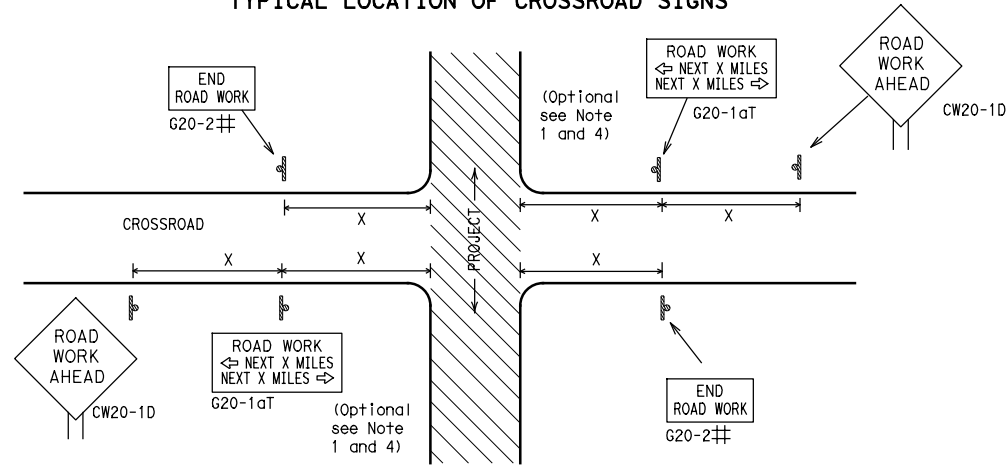 TYPICAL LOCATION OF CROSSROAD SIGNS
ROAD
WORK
AHEAD
CW20-1D
ROAD WORK
⇦ NEXT X MILES
NEXT X MILES ⇨
G20-1aT
(Optional
see Note
1 and 4)
END
ROAD WORK
G20-2#
X
X
X
CROSSROAD
PROJECT
X
X
X
ROAD
WORK
AHEAD
CW20-1D
ROAD WORK
⇦ NEXT X MILES
NEXT X MILES ⇨
G20-1aT
(Optional
see Note
1 and 4)
END
ROAD WORK
G20-2#